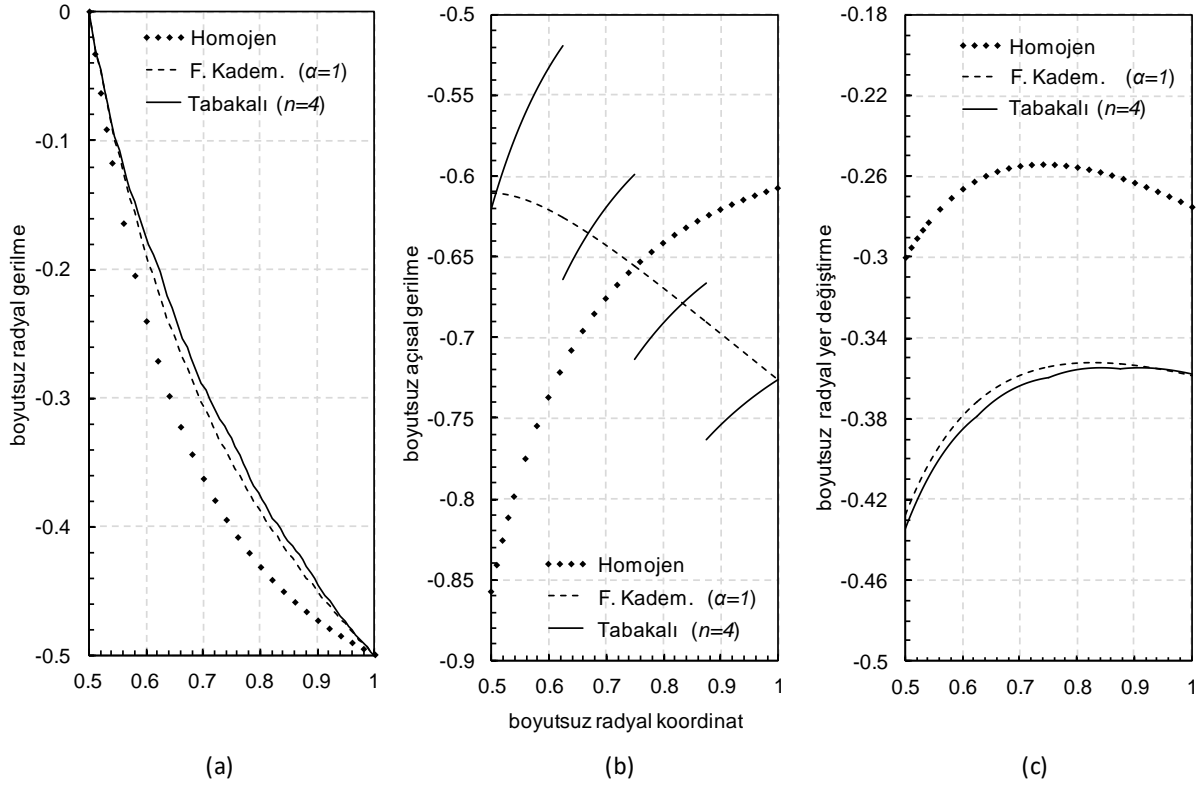 boyutsuz radyal gerilme
0
-0.1
-0.2
-0.3
-0.4
-0.5
0.5 0.6 0.7 0.8 0.9 1
Homojen
F. Kadem. (α=1)
Tabakalı (n=4)
(a)
boyutsuz açısal gerilme
-0.5
-0.55
-0.6
-0.65
-0.7
-0.75
-0.8
-0.85
-0.9
0.5 0.6 0.7 0.8 0.9 1
Homojen
F. Kadem. (α=1)
Tabakalı (n=4)
boyutsuz radyal koordinat
(b)
boyutsuz radyal yer değiştirme
-0.18
-0.22
-0.26
-0.3
-0.34
-0.38
-0.42
-0.46
-0.5
0.5 0.6 0.7 0.8 0.9 1
Homojen
F. Kadem. (α=1)
Tabakalı (n=4)
(c)